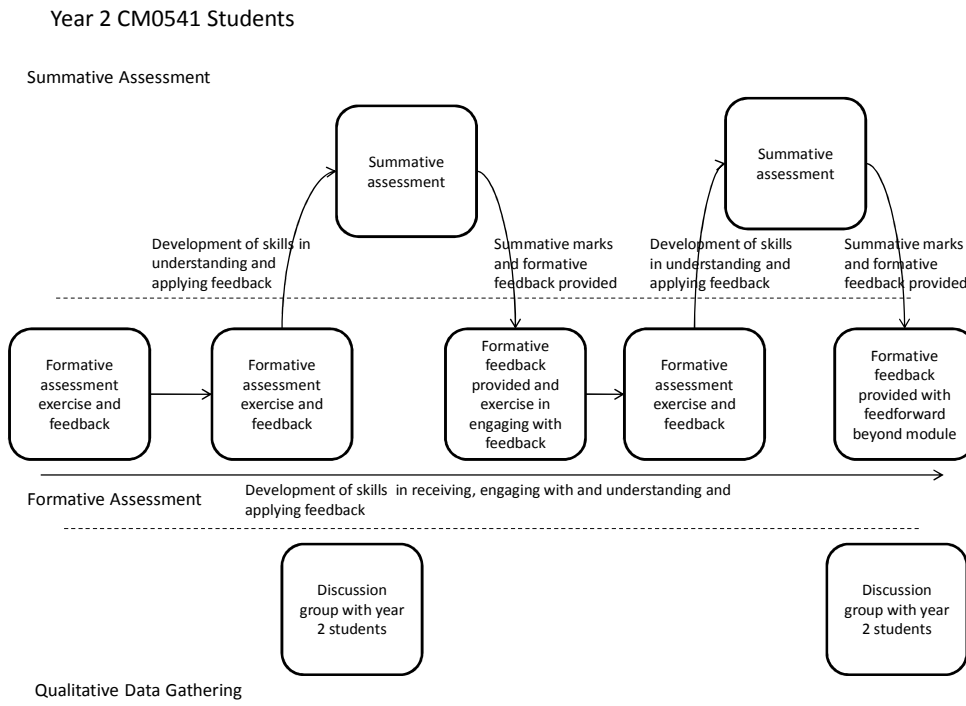 Year 2 CM0541 Students
Summative Assessment
Summative
assessment
Summative
assessment
Development of skills in
understanding and
applying feedback
Summative marks
and formative
feedback provided
Development of skills
in understanding and
applying feedback
Summative marks
and formative
feedback provided
Formative
assessment
exercise and
feedback
Formative
assessment
exercise and
feedback
Formative
feedback
provided and
exercise in
engaging with
feedback
Formative
assessment
exercise and
feedback
Formative
feedback
provided with
feedforward
beyond module
Formative Assessment
Development of skills in receiving, engaging with and understanding and
applying feedback
Discussion
group with year
2 students
Discussion
group with year
2 students
Qualitative Data Gathering